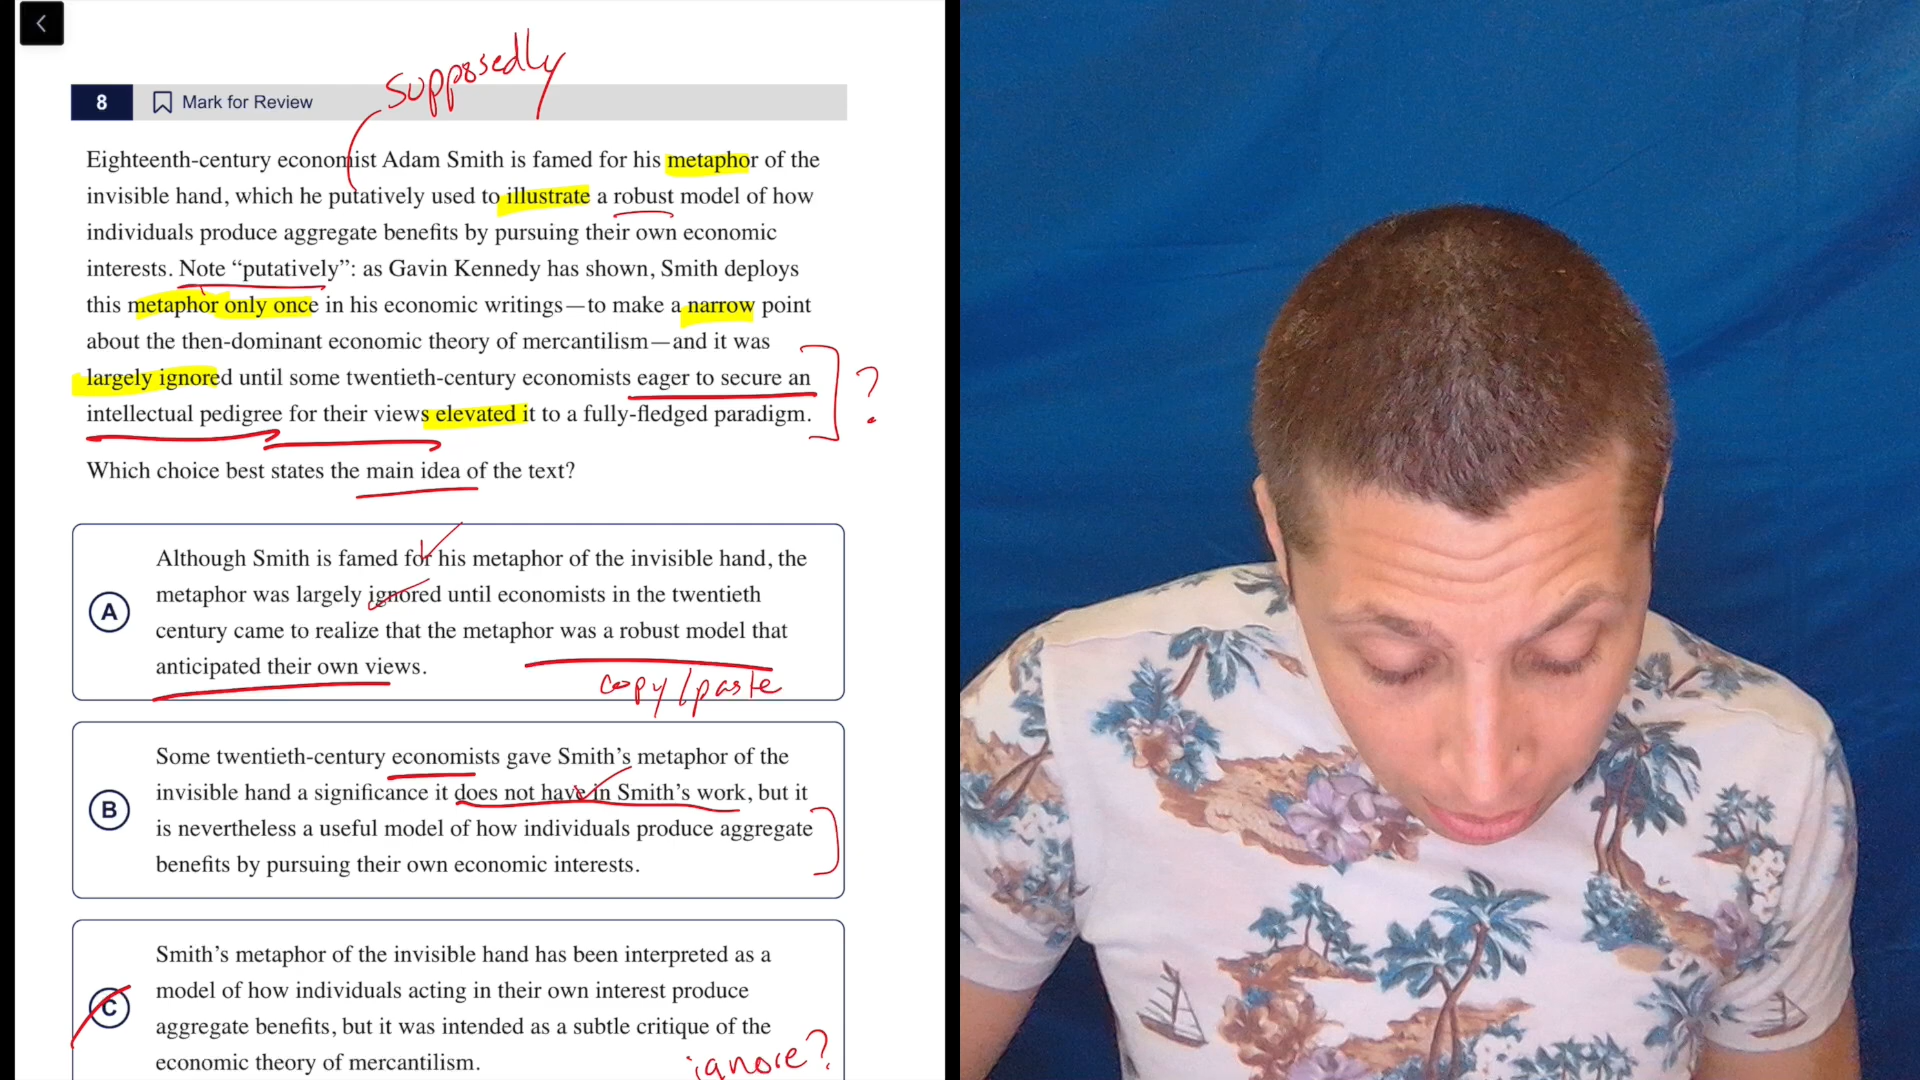 supposedly
8 Mark for Review
Eighteenth-century economist Adam Smith is famed for his metaphor of the
invisible hand, which he putatively used to illustrate a robust model of how
individuals produce aggregate benefits by pursuing their own economic
interests. Note “putatively”: as Gavin Kennedy has shown, Smith deploys
this metaphor only once in his economic writings—to make a narrow point
about the then-dominant economic theory of mercantilism—and it was
largely ignored until some twentieth-century economists eager to secure an
intellectual pedigree for their views elevated it to a fully-fledged paradigm.
?
Which choice best states the main idea of the text?
A
Although Smith is famed for his metaphor of the invisible hand, the
metaphor was largely ignored until economists in the twentieth
century came to realize that the metaphor was a robust model that
anticipated their own views.
copy/paste
B
Some twentieth-century economists gave Smith’s metaphor of the
invisible hand a significance it does not have in Smith’s work, but it
is nevertheless a useful model of how individuals produce aggregate
benefits by pursuing their own economic interests.
C
Smith’s metaphor of the invisible hand has been interpreted as a
model of how individuals acting in their own interest produce
aggregate benefits, but it was intended as a subtle critique of the
economic theory of mercantilism.
ignore?